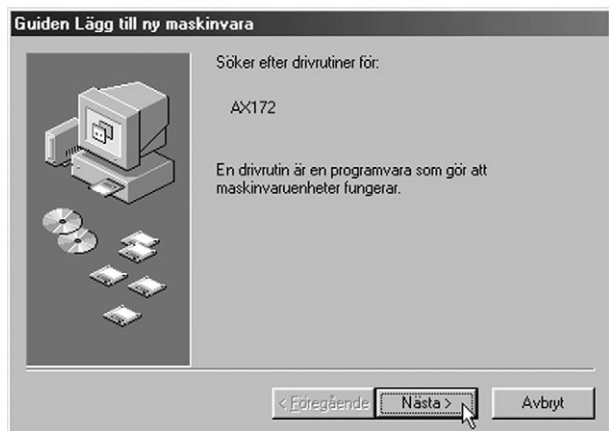 Guiden Lägg till ny maskinvara
Söker efter drivrutiner för:
AX172
En drivrutin är en programvara som gör att
maskinvaruenheter fungerar.
< Föregående
Nästa >
Avbryt